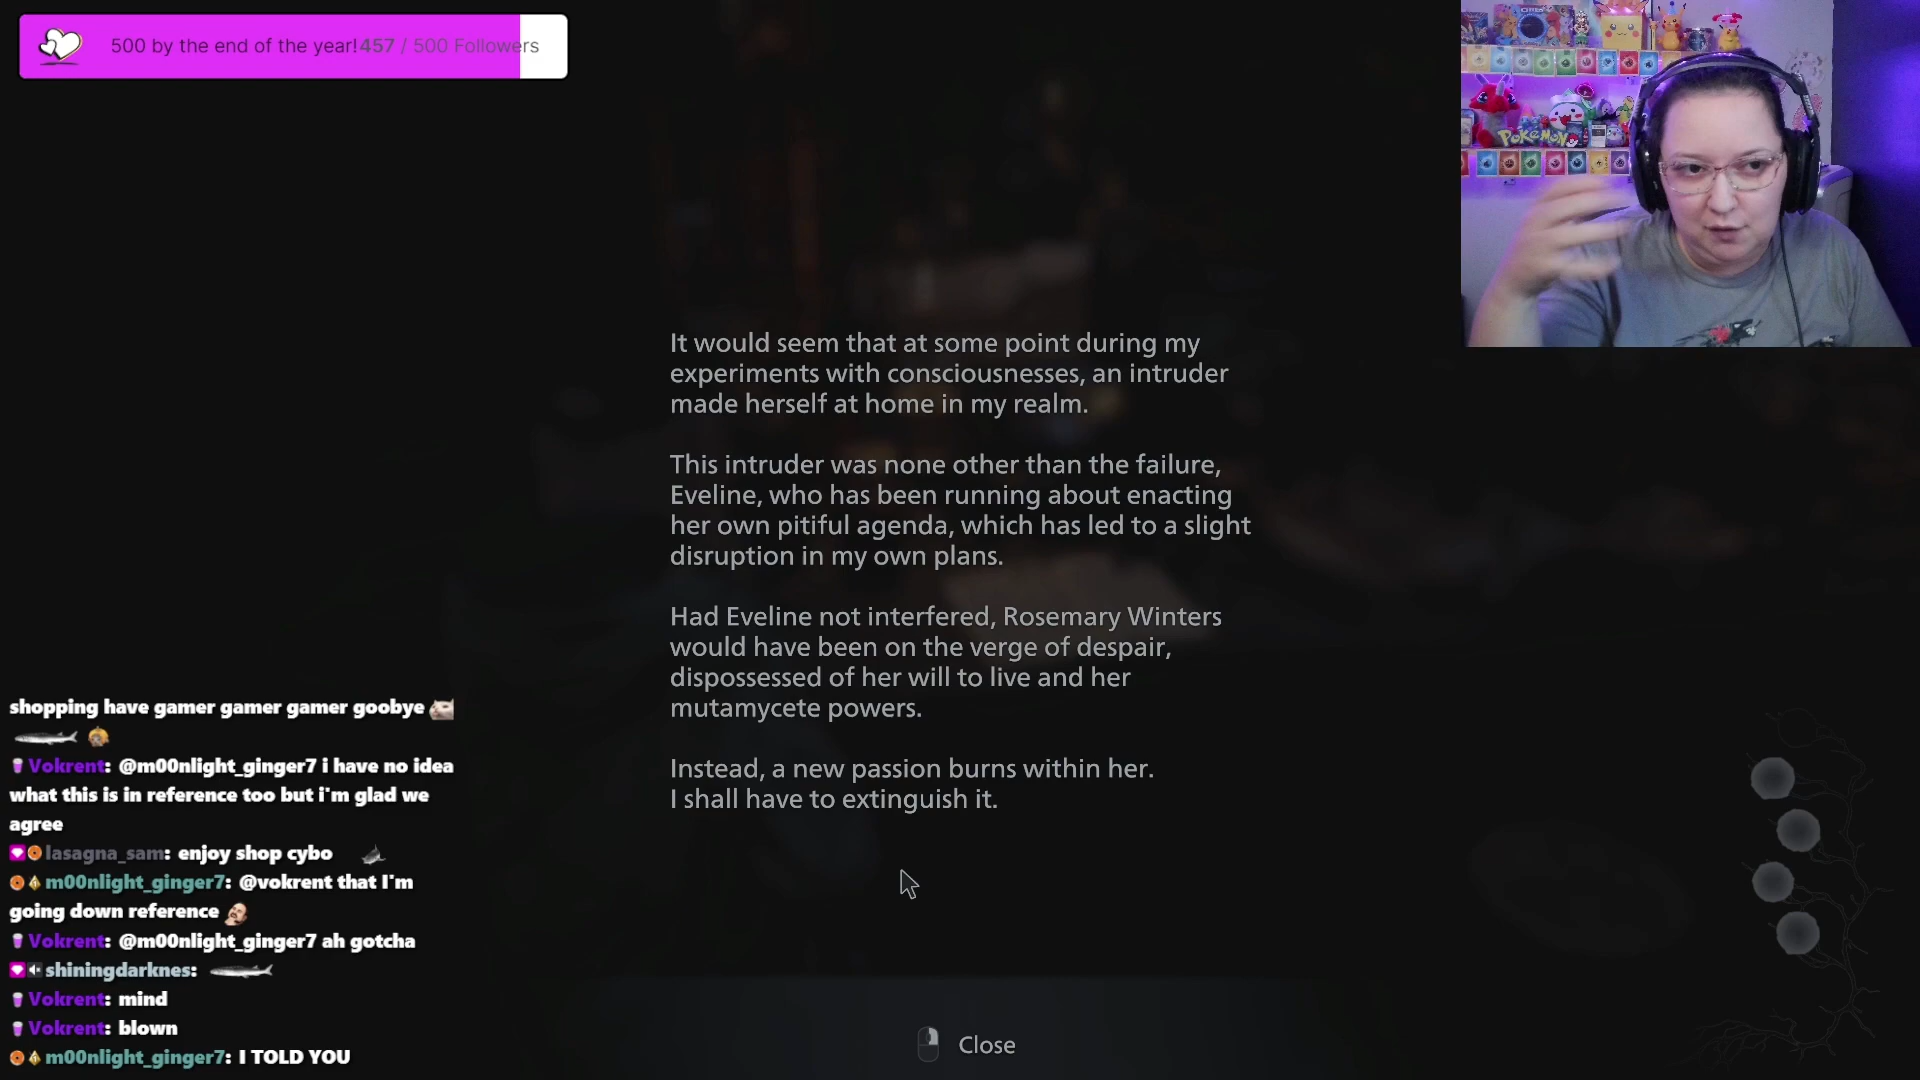 500 by the end of the year! 457 / 500 Followers
POKÉMON
It would seem that at some point during my
experiments with consciousnesses, an intruder
made herself at home in my realm.
This intruder was none other than the failure,
Eveline, who has been running about enacting
her own pitiful agenda, which has led to a slight
disruption in my own plans.
Had Eveline not interfered, Rosemary Winters
would have been on the verge of despair,
dispossessed of her will to live and her
mutamycete powers.
Instead, a new passion burns within her.
I shall have to extinguish it.
shopping have gamer gamer gamer goobye
Vokrent: @m00nlight_ginger7 i have no idea
what this is in reference too but i'm glad we
agree
lasagna_sam: enjoy shop cybo
m00nlight_ginger7: @vokrent that I'm
going down reference
Vokrent: @m00nlight_ginger7 ah gotcha
shiningdarknes:
Vokrent: mind
Vokrent: blown
m00nlight_ginger7: I TOLD YOU
Close